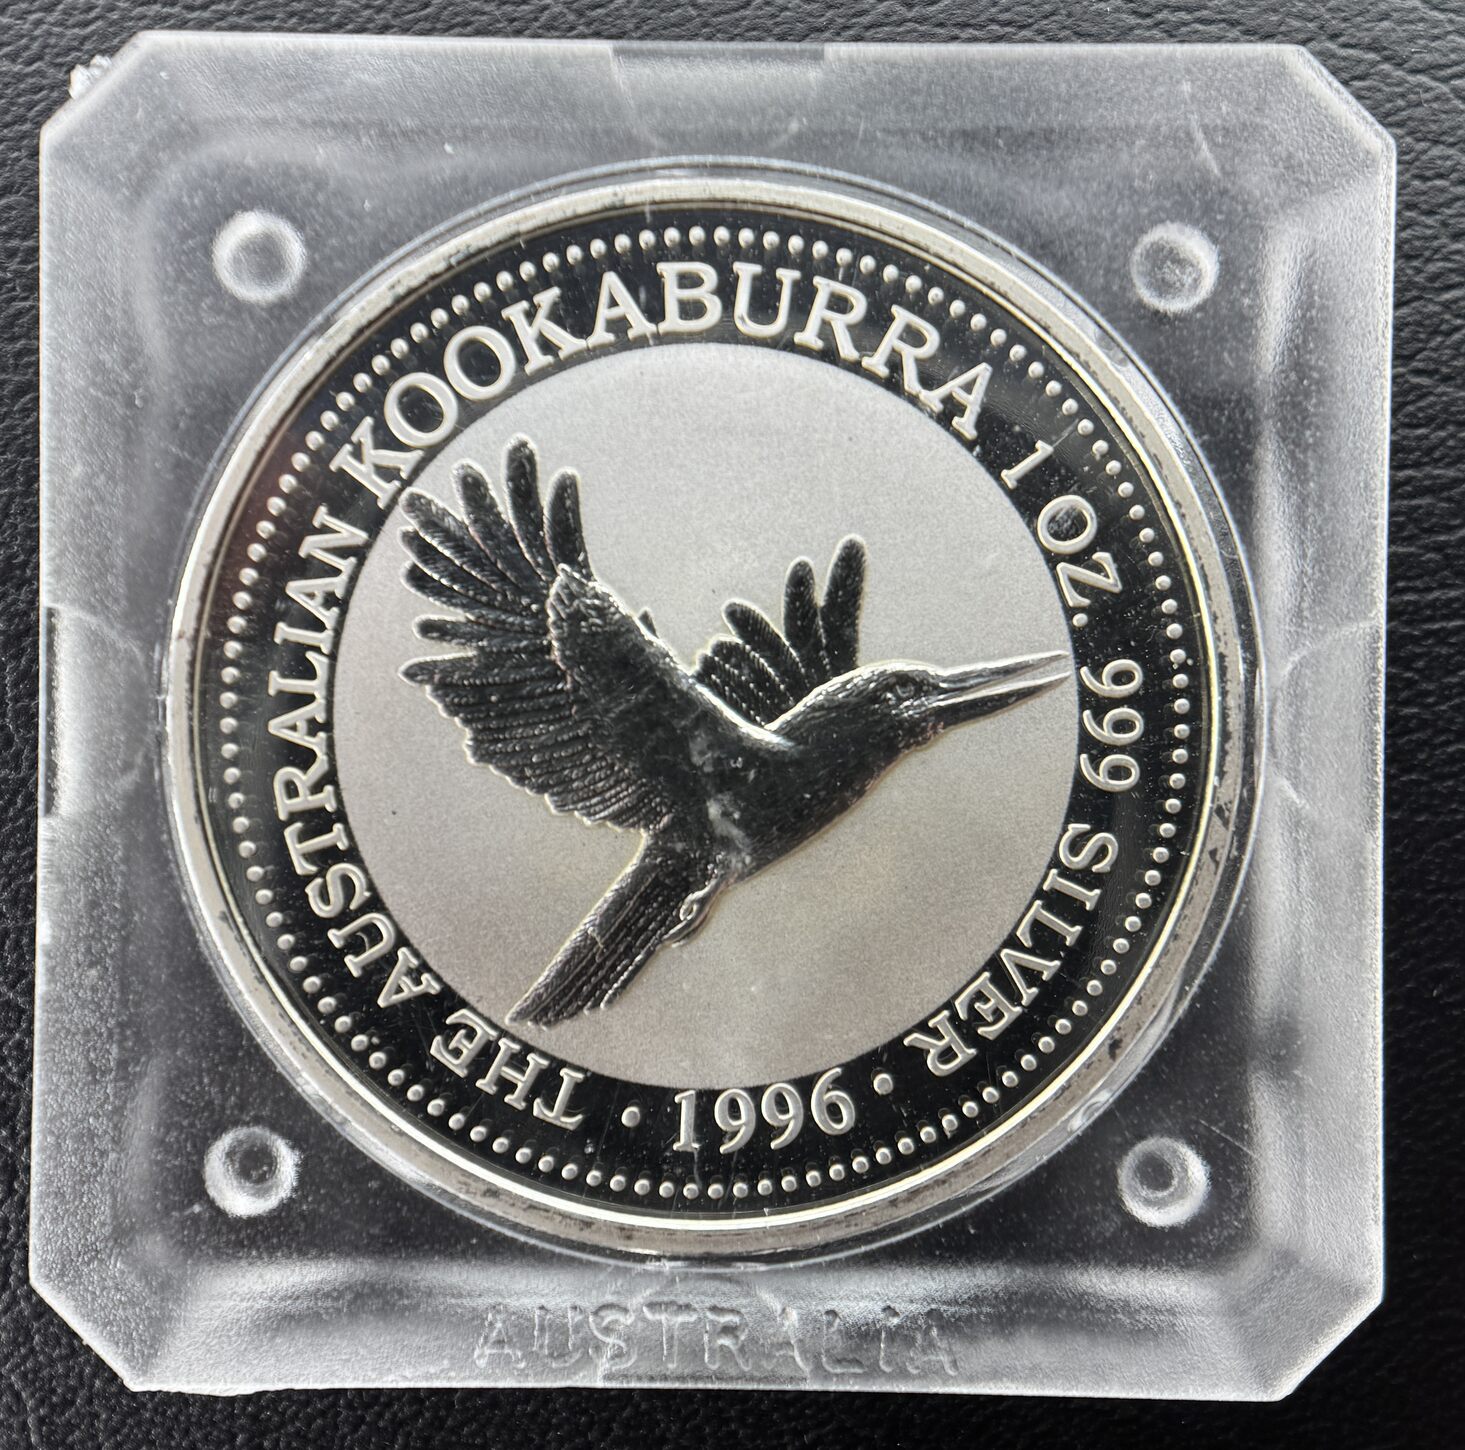 THE AUSTRALIAN KOOKABURRA 1 OZ. 999 SILVER
· 1996 ·
AUSTRALIA